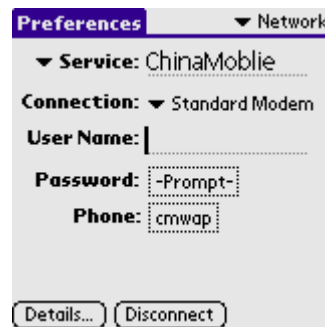 Preferences ▼ Network
▼ Service: ChinaMoblie
Connection: ▼ Standard Modem
User Name:
Password: -Prompt-
Phone: cmwap
Details... Disconnect